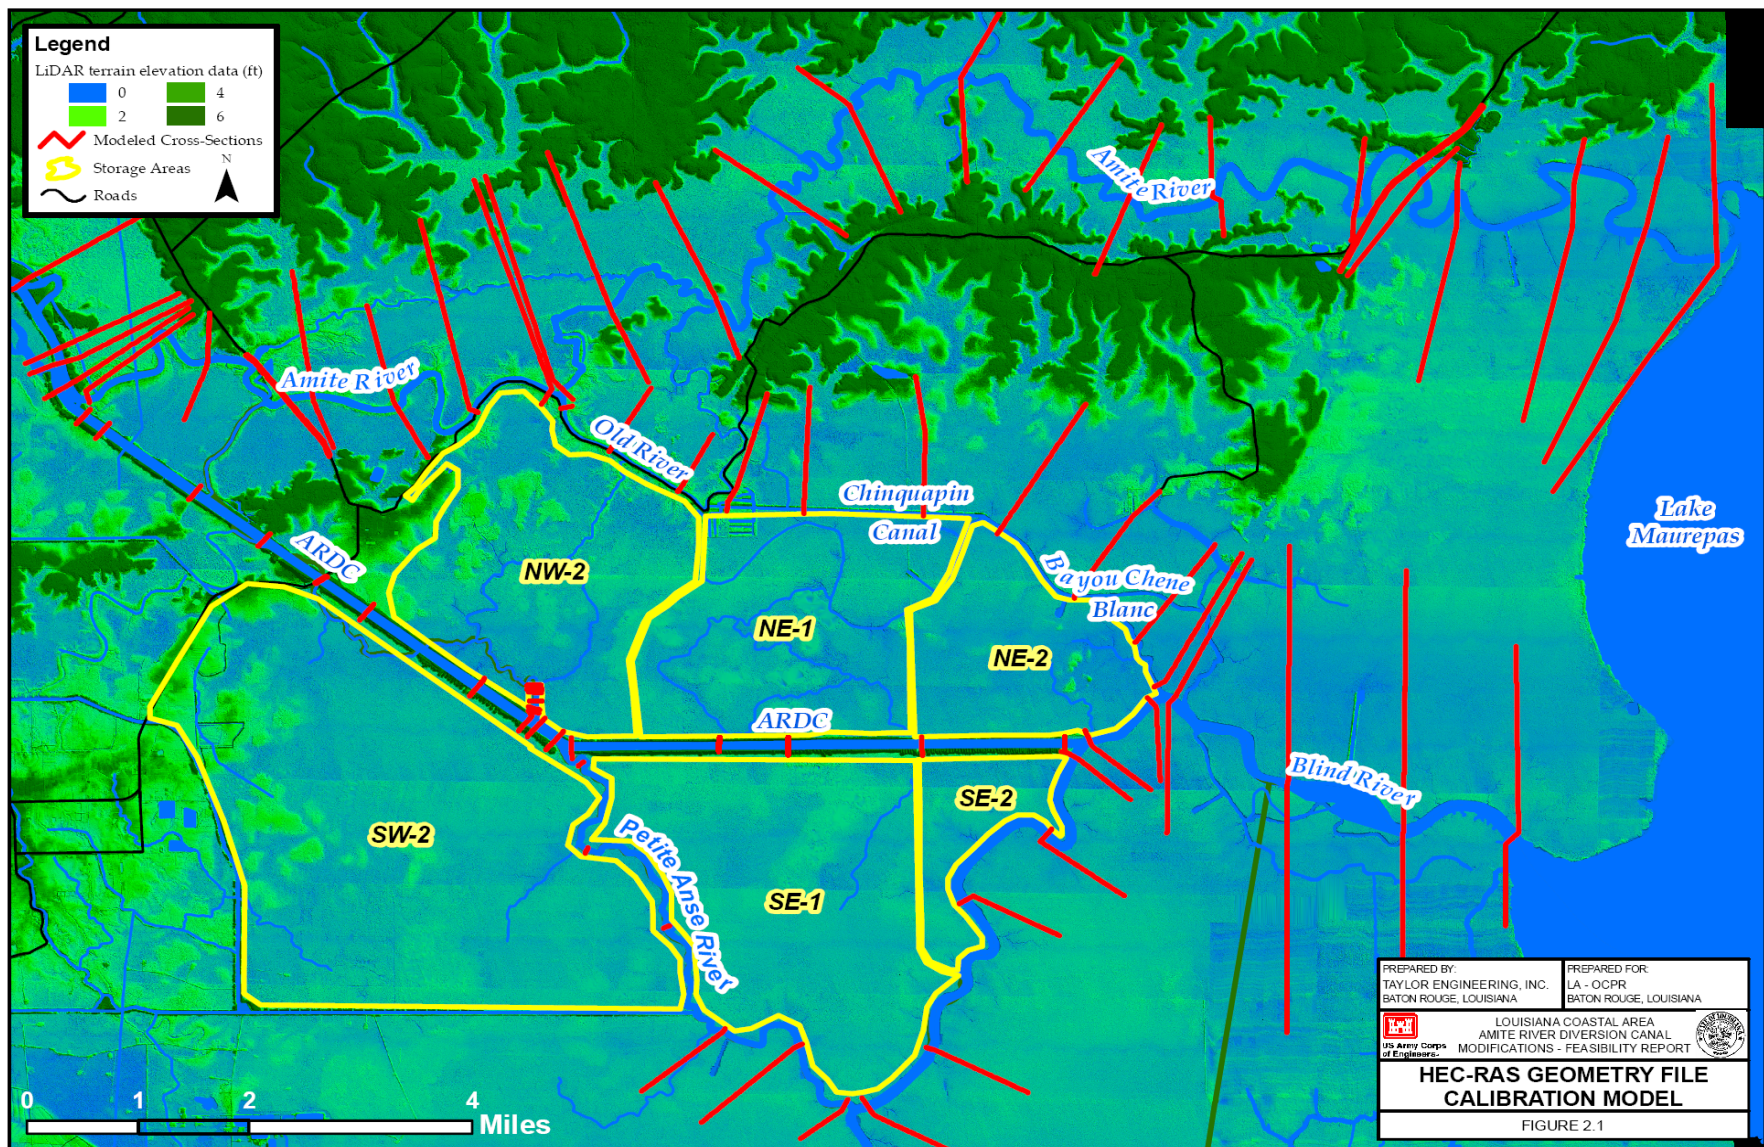 Legend
LiDAR terrain elevation data (ft)
0 4
2 6
Modeled Cross-Sections
Storage Areas
N
Roads
Amite River
Amite River
Old River
Chinquapin
Canal
Lake
Maurepas
ARDC
NW-2
Bayou Chene
Blanc
NE-1
NE-2
ARDC
Blind River
SE-2
SW-2
Petite Anse River
SE-1
0 1 2 4
Miles
PREPARED BY:
TAYLOR ENGINEERING, INC.
BATON ROUGE, LOUISIANA
PREPARED FOR:
LA - OCPR
BATON ROUGE, LOUISIANA
US Army Corps
of Engineers
LOUISIANA COASTAL AREA
AMITE RIVER DIVERSION CANAL
MODIFICATIONS - FEASIBILITY REPORT
HEC-RAS GEOMETRY FILE
CALIBRATION MODEL
FIGURE 2.1